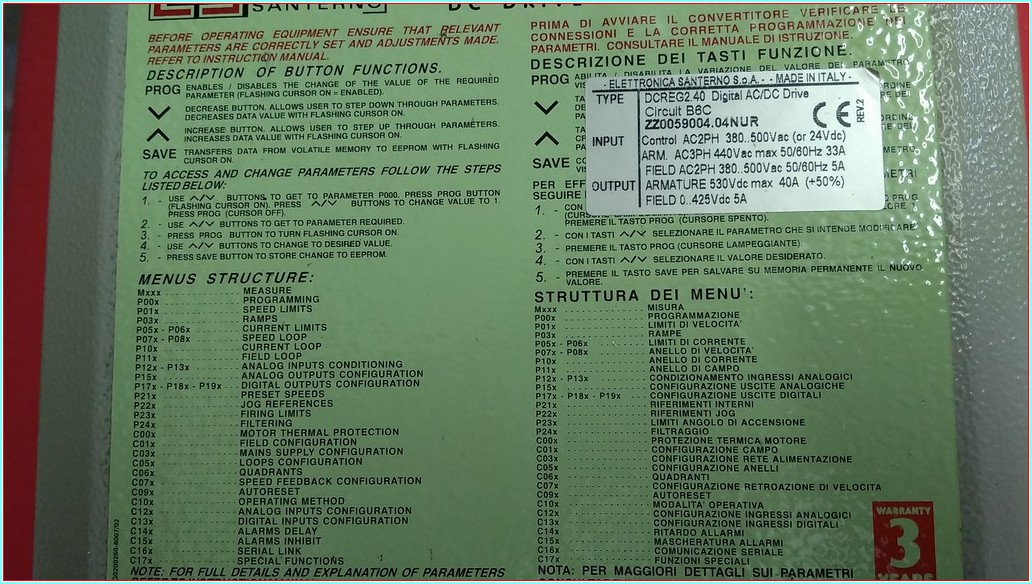 SANTERNO
BEFORE OPERATING EQUIPMENT ENSURE THAT RELEVANT
PARAMETERS ARE CORRECTLY SET AND ADJUSTMENTS MADE.
REFER TO INSTRUCTION MANUAL.
DESCRIPTION OF BUTTON FUNCTIONS.
PROG ENABLES / DISABLES THE CHANGE OF THE VALUE OF THE REQUIRED
PARAMETER (FLASHING CURSOR ON = ENABLED).
DECREASE BUTTON. ALLOWS USER TO STEP DOWN THROUGH PARAMETERS.
DECREASES DATA VALUE WITH FLASHING CURSOR ON.
INCREASE BUTTON. ALLOWS USER TO STEP UP THROUGH PARAMETERS.
INCREASES DATA VALUE WITH FLASHING CURSOR ON.
SAVE TRANSFERS DATA FROM VOLATILE MEMORY TO EEPROM WITH FLASHING
CURSOR ON.
TO ACCESS AND CHANGE PARAMETERS FOLLOW THE STEPS
LISTED BELOW:
1. - USE BUTTONS TO GET TO PARAMETER P000. PRESS PROG BUTTON
(FLASHING CURSOR ON). PRESS BUTTONS TO CHANGE VALUE TO 1.
PRESS PROG (CURSOR OFF).
2. - USE BUTTONS TO GET TO PARAMETER REQUIRED.
3. - PRESS PROG BUTTON TO TURN FLASHING CURSOR ON.
4. - USE BUTTONS TO CHANGE TO DESIRED VALUE.
5. - PRESS SAVE BUTTON TO STORE CHANGE TO EEPROM.
MENUS STRUCTURE:
Mxxx MEASURE
P00x PROGRAMMING
P01x SPEED LIMITS
P03x RAMPS
P05x - P06x CURRENT LIMITS
P07x - P08x SPEED LOOP
P10x CURRENT LOOP
P11x FIELD LOOP
P12x - P13x ANALOG INPUTS CONDITIONING
P15x ANALOG OUTPUTS CONFIGURATION
P17x - P18x - P19x DIGITAL OUTPUTS CONFIGURATION
P21x PRESET SPEEDS
P22x JOG REFERENCES
P23x FIRING LIMITS
P24x FILTERING
C00x MOTOR THERMAL PROTECTION
C01x FIELD CONFIGURATION
C03x MAINS SUPPLY CONFIGURATION
C05x LOOPS CONFIGURATION
C06x QUADRANTS
C07x SPEED FEEDBACK CONFIGURATION
C09x AUTORESET
C10x OPERATING METHOD
C12x ANALOG INPUTS CONFIGURATION
C13x DIGITAL INPUTS CONFIGURATION
C14x ALARMS DELAY
C15x ALARMS INHIBIT
C16x SERIAL LINK
C17x SPECIAL FUNCTIONS
NOTE: FOR FULL DETAILS AND EXPLANATION OF PARAMETERS
PRIMA DI AVVIARE IL CONVERTITORE VERIFICARE LE
CONNESSIONI E LA CORRETTA PROGRAMMAZIONE DEI
PARAMETRI. CONSULTARE IL MANUALE DI ISTRUZIONE.
DESCRIZIONE DEI TASTI FUNZIONE.
PROG ABILITA / DISABILITA LA VARIAZIONE DEL VALORE DEL PARAMETRO
SAVE
- ELETTRONICA SANTERNO S.p.A. - - MADE IN ITALY -
TYPE DCREG2.40 Digital AC/DC Drive
Circuit B6C
ZZ0059004.04NUR
CE REV.2
INPUT Control AC2PH 380..500Vac (or 24Vdc)
ARM. AC3PH 440Vac max 50/60Hz 33A
FIELD AC2PH 380..500Vac 50/60Hz 5A
OUTPUT ARMATURE 530Vdc max 40A (+50%)
FIELD 0..425Vdc 5A
PER EFF
SEGUIRE
1. -
PREMERE IL TASTO PROG (CURSORE SPENTO).
2. - CON I TASTI SELEZIONARE IL PARAMETRO CHE SI INTENDE MODIFICARE
3. - PREMERE IL TASTO PROG (CURSORE LAMPEGGIANTE).
4. - CON I TASTI SELEZIONARE IL VALORE DESIDERATO.
5. - PREMERE IL TASTO SAVE PER SALVARE SU MEMORIA PERMANENTE IL NUOVO
VALORE.
STRUTTURA DEI MENU':
Mxxx MISURA
P00x PROGRAMMAZIONE
P01x LIMITI DI VELOCITA'
P03x RAMPE
P05x - P06x LIMITI DI CORRENTE
P07x - P08x ANELLO DI VELOCITA'
P10x ANELLO DI CORRENTE
P11x ANELLO DI CAMPO
P12x - P13x CONDIZIONAMENTO INGRESSI ANALOGICI
P15x CONFIGURAZIONE USCITE ANALOGICHE
P17x - P18x - P19x CONFIGURAZIONE USCITE DIGITALI
P21x RIFERIMENTI INTERNI
P22x RIFERIMENTI JOG
P23x LIMITI ANGOLO DI ACCENSIONE
P24x FILTRAGGIO
C00x PROTEZIONE TERMICA MOTORE
C01x CONFIGURAZIONE CAMPO
C03x CONFIGURAZIONE RETE ALIMENTAZIONE
C05x CONFIGURAZIONE ANELLI
C06x QUADRANTI
C07x CONFIGURAZIONE RETROAZIONE DI VELOCITA
C09x AUTORESET
C10x MODALITA' OPERATIVA
C12x CONFIGURAZIONE INGRESSI ANALOGICI
C13x CONFIGURAZIONE INGRESSI DIGITALI
C14x RITARDO ALLARMI
C15x MASCHERATURA ALLARMI
C16x COMUNICAZIONE SERIALE
C17x FUNZIONI SPECIALI
NOTA: PER MAGGIORI DETTAGLI SUI PARAMETRI
WARRANTY
3
YEARS